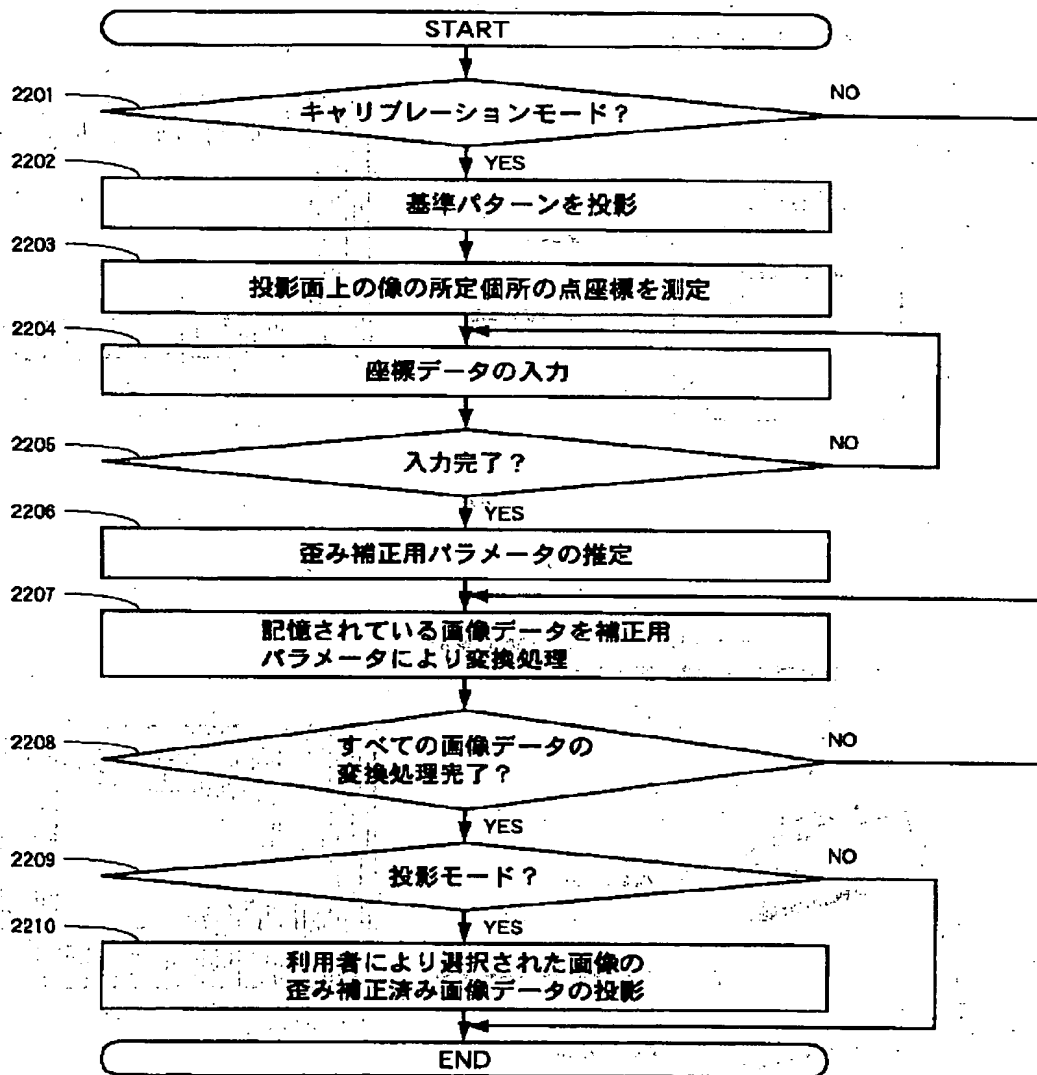 START
2201
キャリブレーションモード？
NO
YES
2202
基準パターンを投影
2203
投影面上の像の所定個所の点座標を測定
2204
座標データの入力
2205
入力完了？
NO
YES
2206
歪み補正用パラメータの推定
2207
記憶されている画像データを補正用
パラメータにより変換処理
2208
すべての画像データの
変換処理完了？
NO
YES
2209
投影モード？
NO
YES
2210
利用者により選択された画像の
歪み補正済み画像データの投影
END